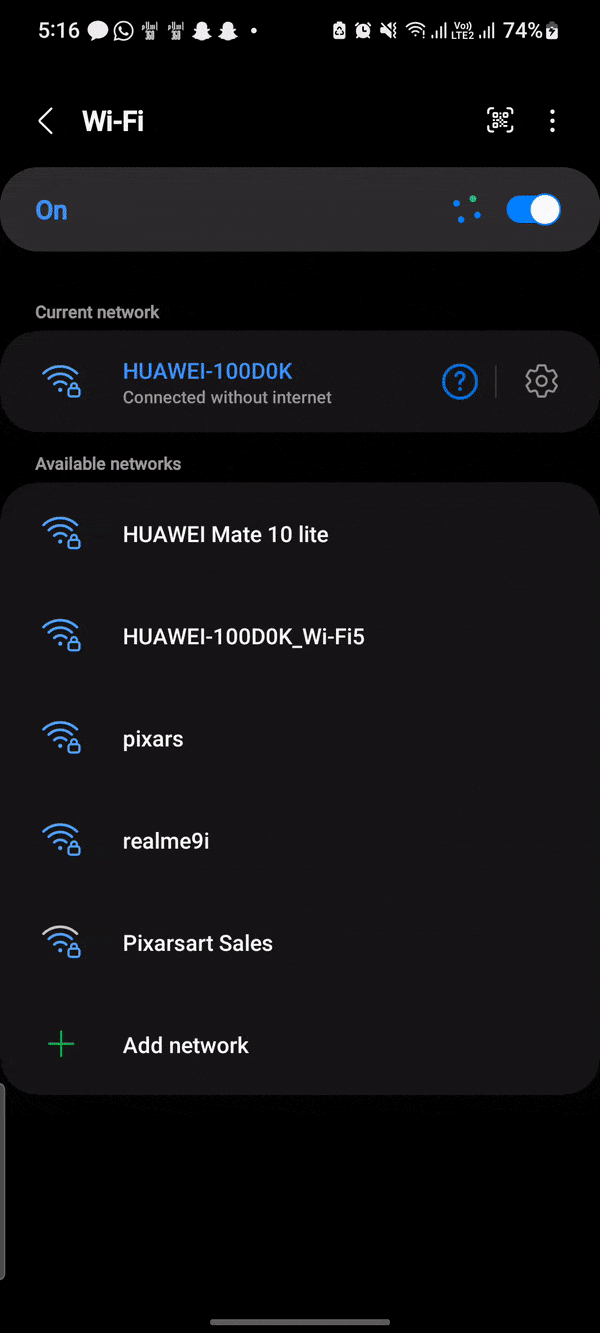 5:16
Vo))
LTE2
74%
Wi-Fi
On
Current network
HUAWEI-100D0K
Connected without internet
?
Available networks
HUAWEI Mate 10 lite
HUAWEI-100D0K_Wi-Fi5
pixars
realme9i
Pixarsart Sales
Add network